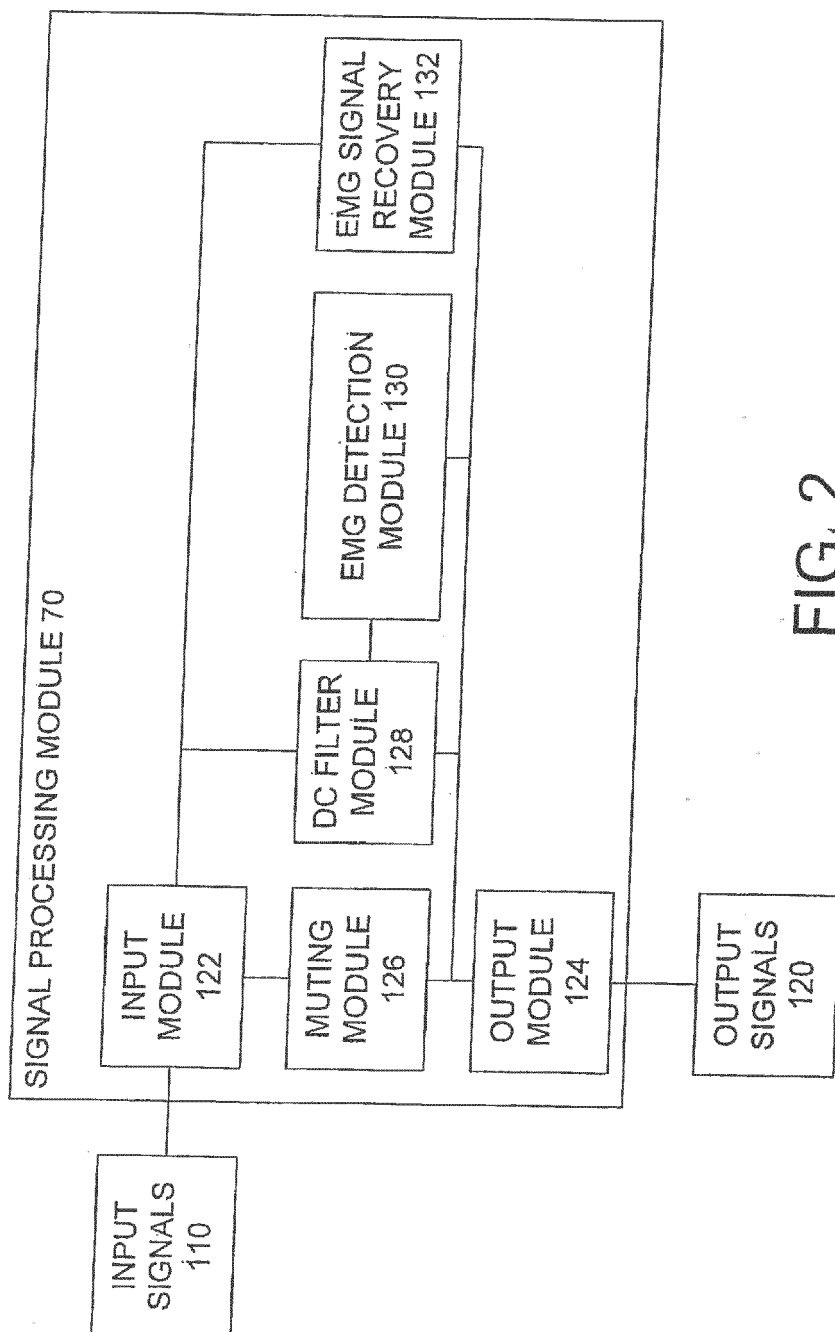 SIGNAL PROCESSING MODULE 70
INPUT
SIGNALS
110
INPUT
MODULE
122
MUTING
MODULE
126
DC FILTER
MODULE
128
EMG DETECTION
MODULE 130
EMG SIGNAL
RECOVERY
MODULE 132
OUTPUT
MODULE
124
OUTPUT
SIGNALS
120
FIG. 2